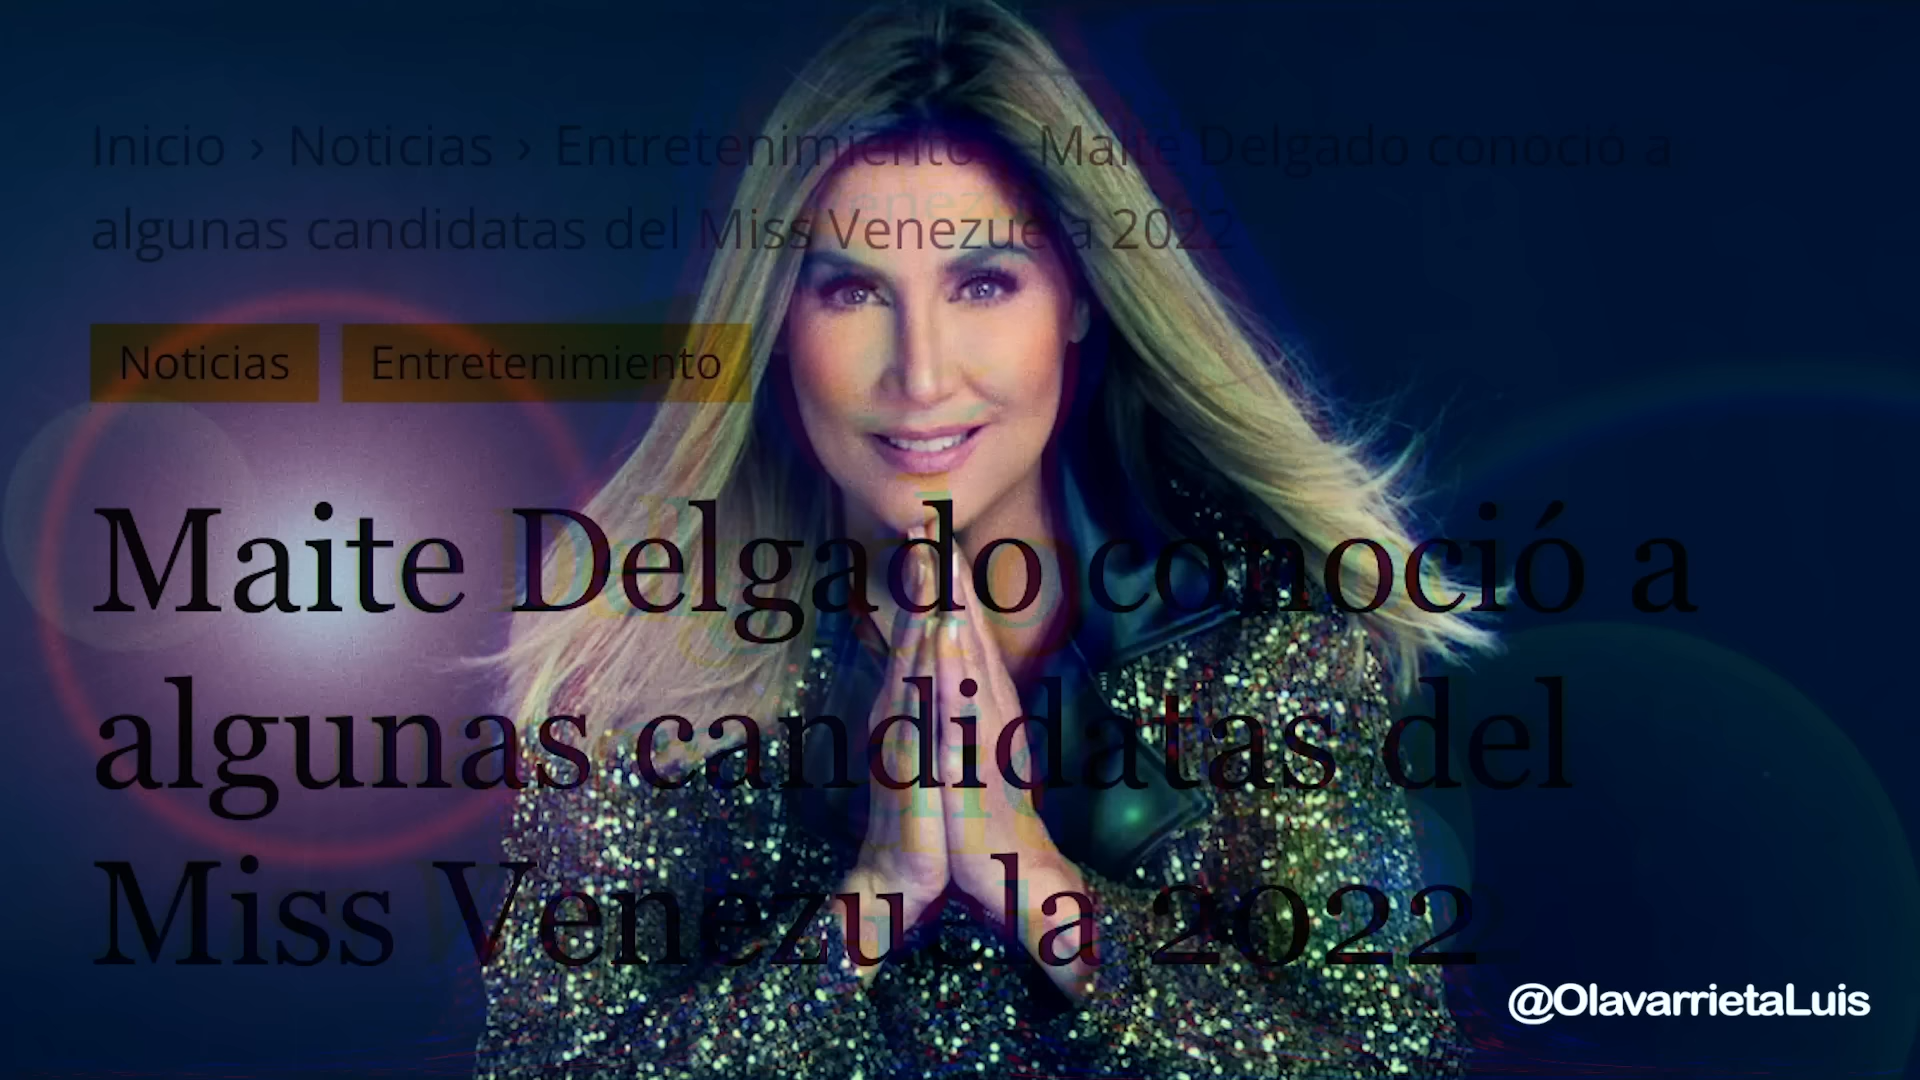 Inicio › Noticias › Entretenimiento › Maite Delgado conoció a
algunas candidatas del Miss Venezuela 2022
Noticias Entretenimiento
Maite Delgado conoció a
algunas candidatas del
Miss Venezuela 2022
@OlavarrietaLuis